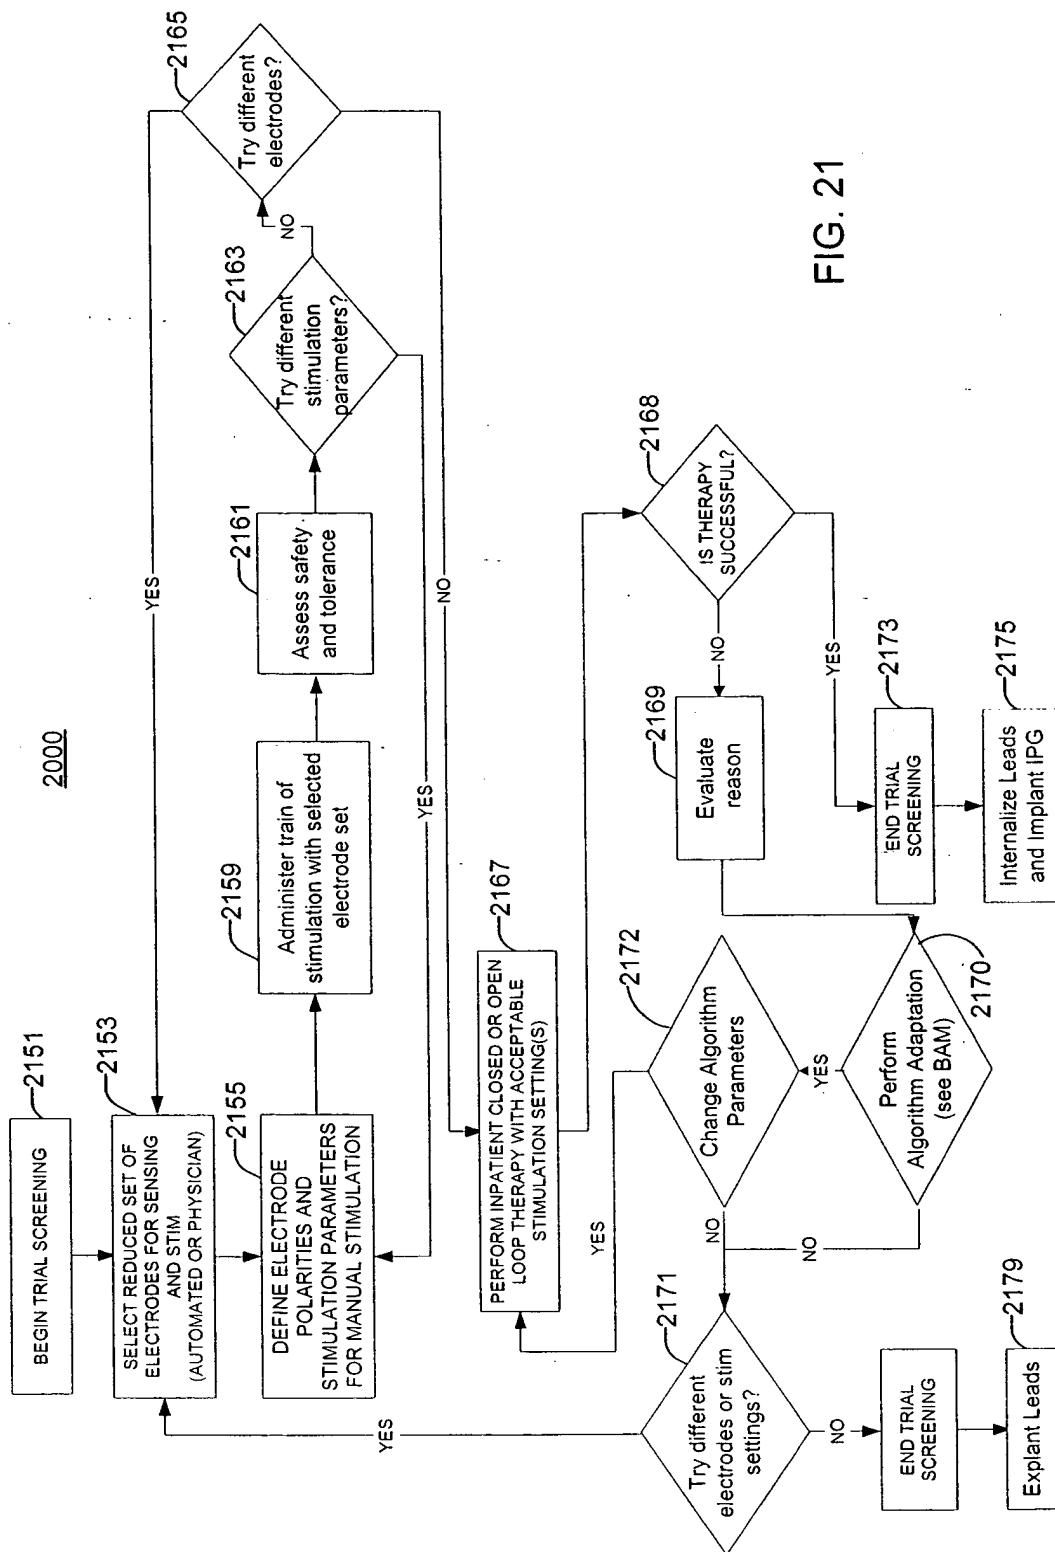 2000
2151
BEGIN TRIAL SCREENING
2153
SELECT REDUCED SET OF
ELECTRODES FOR SENSING
AND STIM
(AUTOMATED OR PHYSICIAN)
2155
DEFINE ELECTRODE
POLARITIES AND
STIMULATION PARAMETERS
FOR MANUAL STIMULATION
2159
Administer train of
stimulation with selected
electrode set
2161
Assess safety
and tolerance
2163
Try different
stimulation
parameters?
NO
YES
2165
Try different
electrodes?
YES
NO
2167
PERFORM INPATIENT CLOSED OR OPEN
LOOP THERAPY WITH ACCEPTABLE
STIMULATION SETTING(S)
2168
IS THERAPY
SUCCESSFUL?
NO
YES
2169
Evaluate
reason
2173
END TRIAL
SCREENING
2175
Internalize Leads
and Implant IPG
2170
Perform
Algorithm Adaptation
(see BAM)
YES
NO
2172
Change Algorithm
Parameters
YES
NO
2171
Try different
electrodes or stim
settings?
YES
NO
END TRIAL
SCREENING
2179
Explant Leads
FIG. 21